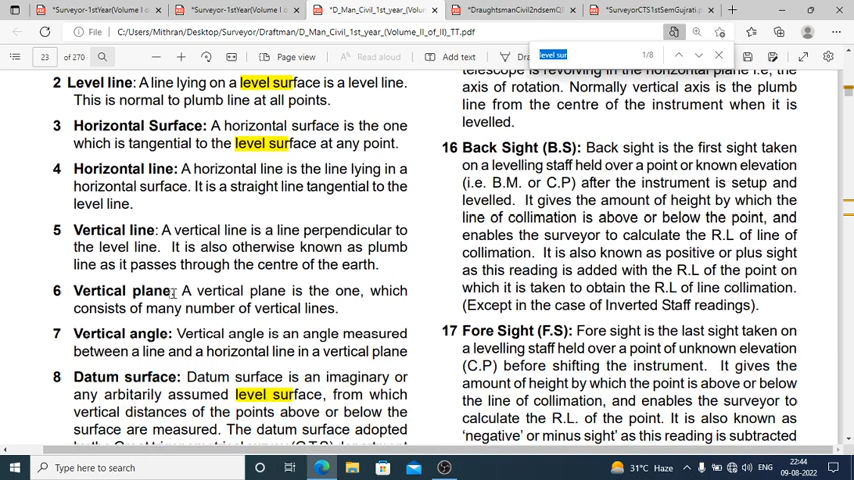 *Surveyor-1stYear(Volume I o
*Surveyor-1stYear(Volume I of
*D_Man_Civil_1st_year_(Volum
*DraughtsmanCivil2ndsemQB
*SurveyorCTS1stSemGujrati.p
File
C:/Users/Mithran/Desktop/Surveyor/Draftman/D_Man_Civil_1st_year_(Volume_II_of_II)_TT.pdf
23 of 270
Page view
Read aloud
Draw
level sur
1/8
2 Level line: A line lying on a level surface is a level line.
This is normal to plumb line at all points.
3 Horizontal Surface: A horizontal surface is the one
which is tangential to the level surface at any point.
4 Horizontal line: A horizontal line is the line lying in a
horizontal surface. It is a straight line tangential to the
level line.
5 Vertical line: A vertical line is a line perpendicular to
the level line. It is also otherwise known as plumb
line as it passes through the centre of the earth.
6 Vertical plane: A vertical plane is the one, which
consists of many number of vertical lines.
7 Vertical angle: Vertical angle is an angle measured
between a line and a horizontal line in a vertical plane
8 Datum surface: Datum surface is an imaginary or
any arbitarily assumed level surface, from which
vertical distances of the points above or below the
surface are measured. The datum surface adopted
by the Great trigonometrical survey (G.T.S) department
telescope is revolving in the horizontal plane i.e, the
axis of rotation. Normally vertical axis is the plumb
line from the centre of the instrument when it is
levelled.
16 Back Sight (B.S): Back sight is the first sight taken
on a levelling staff held over a point or known elevation
(i.e. B.M. or C.P) after the instrument is setup and
levelled. It gives the amount of height by which the
line of collimation is above or below the point, and
enables the surveyor to calculate the R.L of line of
collimation. It is also known as positive or plus sight
as this reading is added with the R.L of the point on
which it is taken to obtain the R.L of line collimation.
(Except in the case of Inverted Staff readings).
17 Fore Sight (F.S): Fore sight is the last sight taken on
a levelling staff held over a point of unknown elevation
(C.P) before shifting the instrument. It gives the
amount of height by which the point is above or below
the line of collimation, and enables the surveyor to
calculate the R.L. of the point. It is also known as
'negative' or minus sight' as this reading is subtracted
Type here to search
31°C Haze
ENG
22:44
09-08-2022